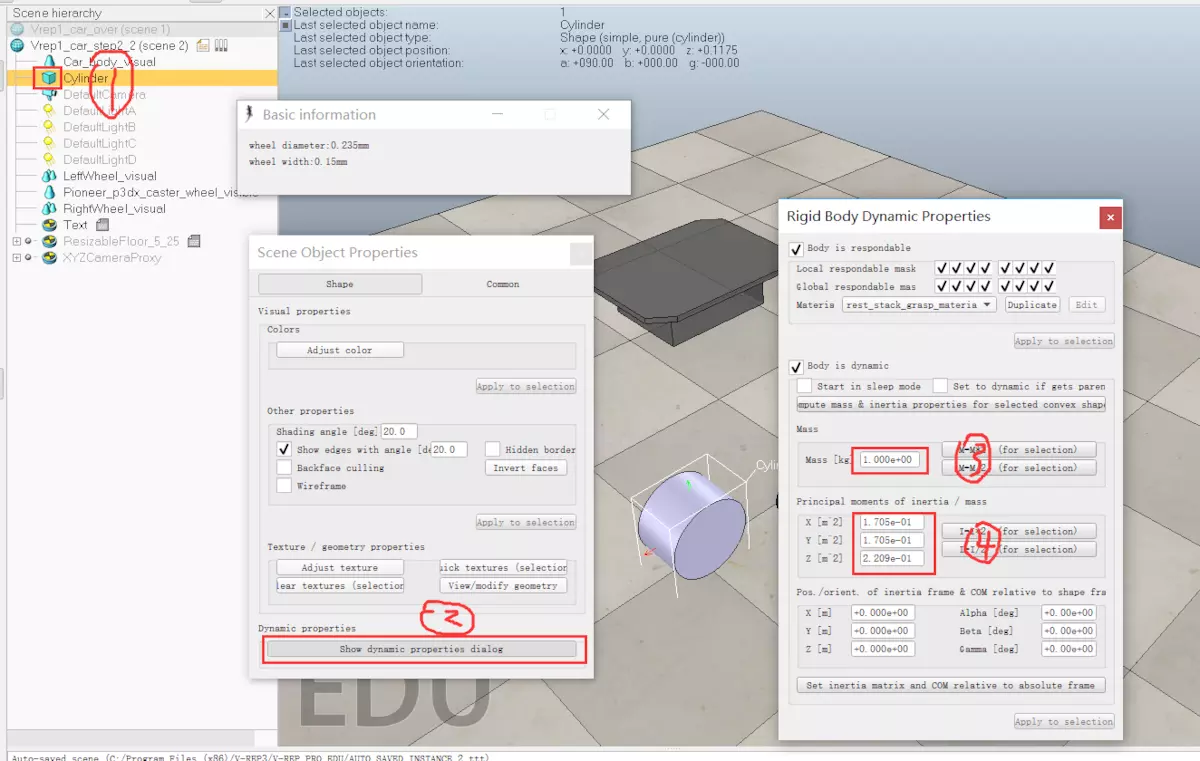 Scene hierarchy
Vrep1_car_over (scene 1)
Vrep1_car_step2_2 (scene 2)
Car_body_visual
Cylinder
DefaultCamera
DefaultLightA
DefaultLightB
DefaultLightC
DefaultLightD
LeftWheel_visual
Pioneer_p3dx_caster_wheel_visible
RightWheel_visual
Text
ResizableFloor_5_25
XYZCameraProxy
1
Selected objects: 1
Last selected object name: Cylinder
Last selected object type: Shape (simple, pure (cylinder))
Last selected object position: x: +0.0000 y: +0.0000 z: +0.1175
Last selected object orientation: a: +090.00 b: +000.00 g: -000.00
Basic information
wheel diameter:0.235mm
wheel width:0.15mm
Scene Object Properties
Shape Common
Visual properties
Colors
Adjust color
Apply to selection
Other properties
Shading angle [deg] 20.0
Show edges with angle [de 20.0 Hidden border
Backface culling Invert faces
Wireframe
Apply to selection
Texture / geometry properties
Adjust texture uick textures (selection
lear textures (selection View/modify geometry
2
Dynamic properties
Show dynamic properties dialog
EDU
Cyli
Rigid Body Dynamic Properties
Body is respondable
Local respondable mask
Global respondable mas
Materia rest_stack_grasp_materia Duplicate Edit
Apply to selection
Body is dynamic
Start in sleep mode Set to dynamic if gets paren
mpute mass & inertia properties for selected convex shape
Mass
Mass [kg 1.000e+00 M=M*2 (for selection)
M=M/2 (for selection)
3
Principal moments of inertia / mass
X [m^2] 1.705e-01 I=I*2 (for selection)
Y [m^2] 1.705e-01 I=I/2 (for selection)
Z [m^2] 2.209e-01
4
Pos./orient. of inertia frame & COM relative to shape fra
X [m] +0.000e+00 Alpha [deg] +0.00e+00
Y [m] +0.000e+00 Beta [deg] +0.00e+00
Z [m] +0.000e+00 Gamma [deg] +0.00e+00
Set inertia matrix and COM relative to absolute frame
Apply to selection
Auto-saved scene (C:/Program Files (x86)/V-REP3/V-REP_PRO_EDU/AUTO_SAVED_INSTANCE_2.ttt)